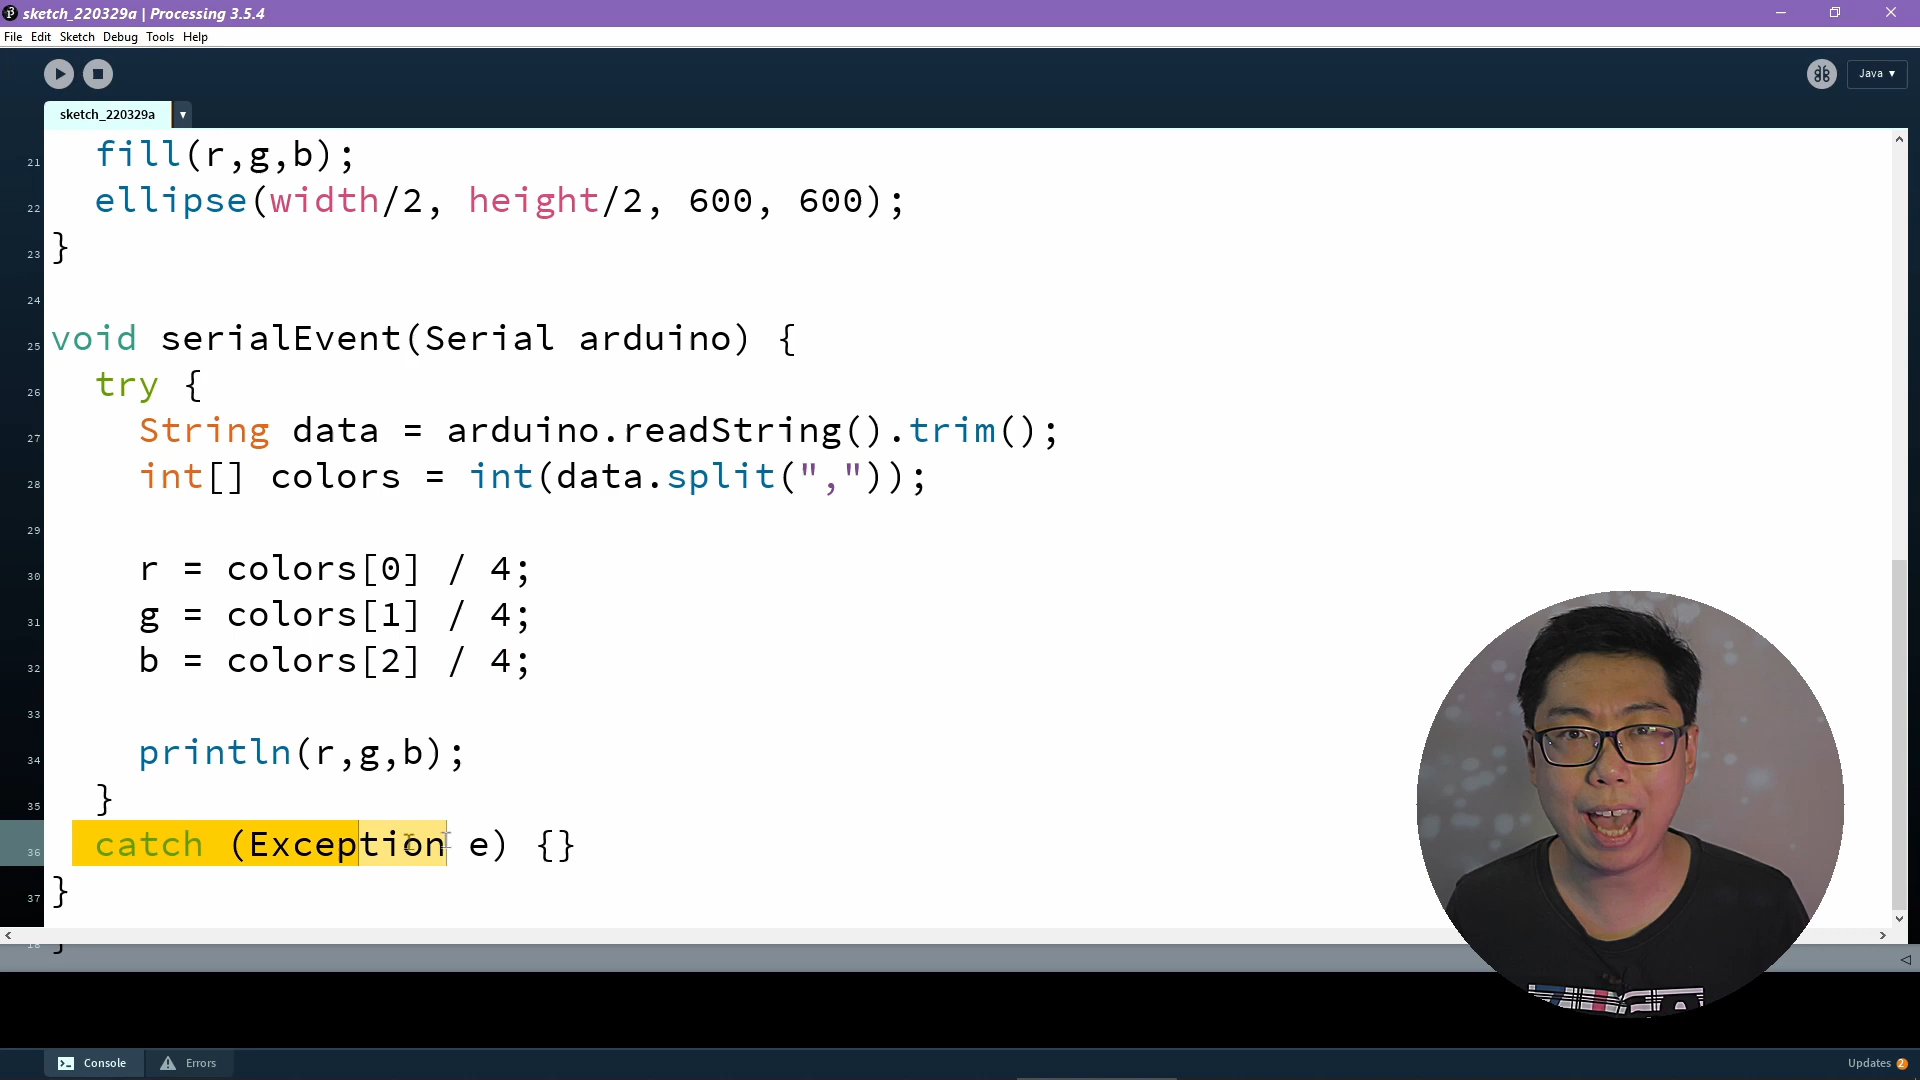 sketch_220329a | Processing 3.5.4
File Edit Sketch Debug Tools Help
Java ▾
sketch_220329a ▾
21 fill(r,g,b);
22 ellipse(width/2, height/2, 600, 600);
23 }
24
25 void serialEvent(Serial arduino) {
26 try {
27 String data = arduino.readString().trim();
28 int[] colors = int(data.split(","));
29
30 r = colors[0] / 4;
31 g = colors[1] / 4;
32 b = colors[2] / 4;
33
34 println(r,g,b);
35 }
36 catch (Exception e) {}
37 }
Console Errors
Updates 2